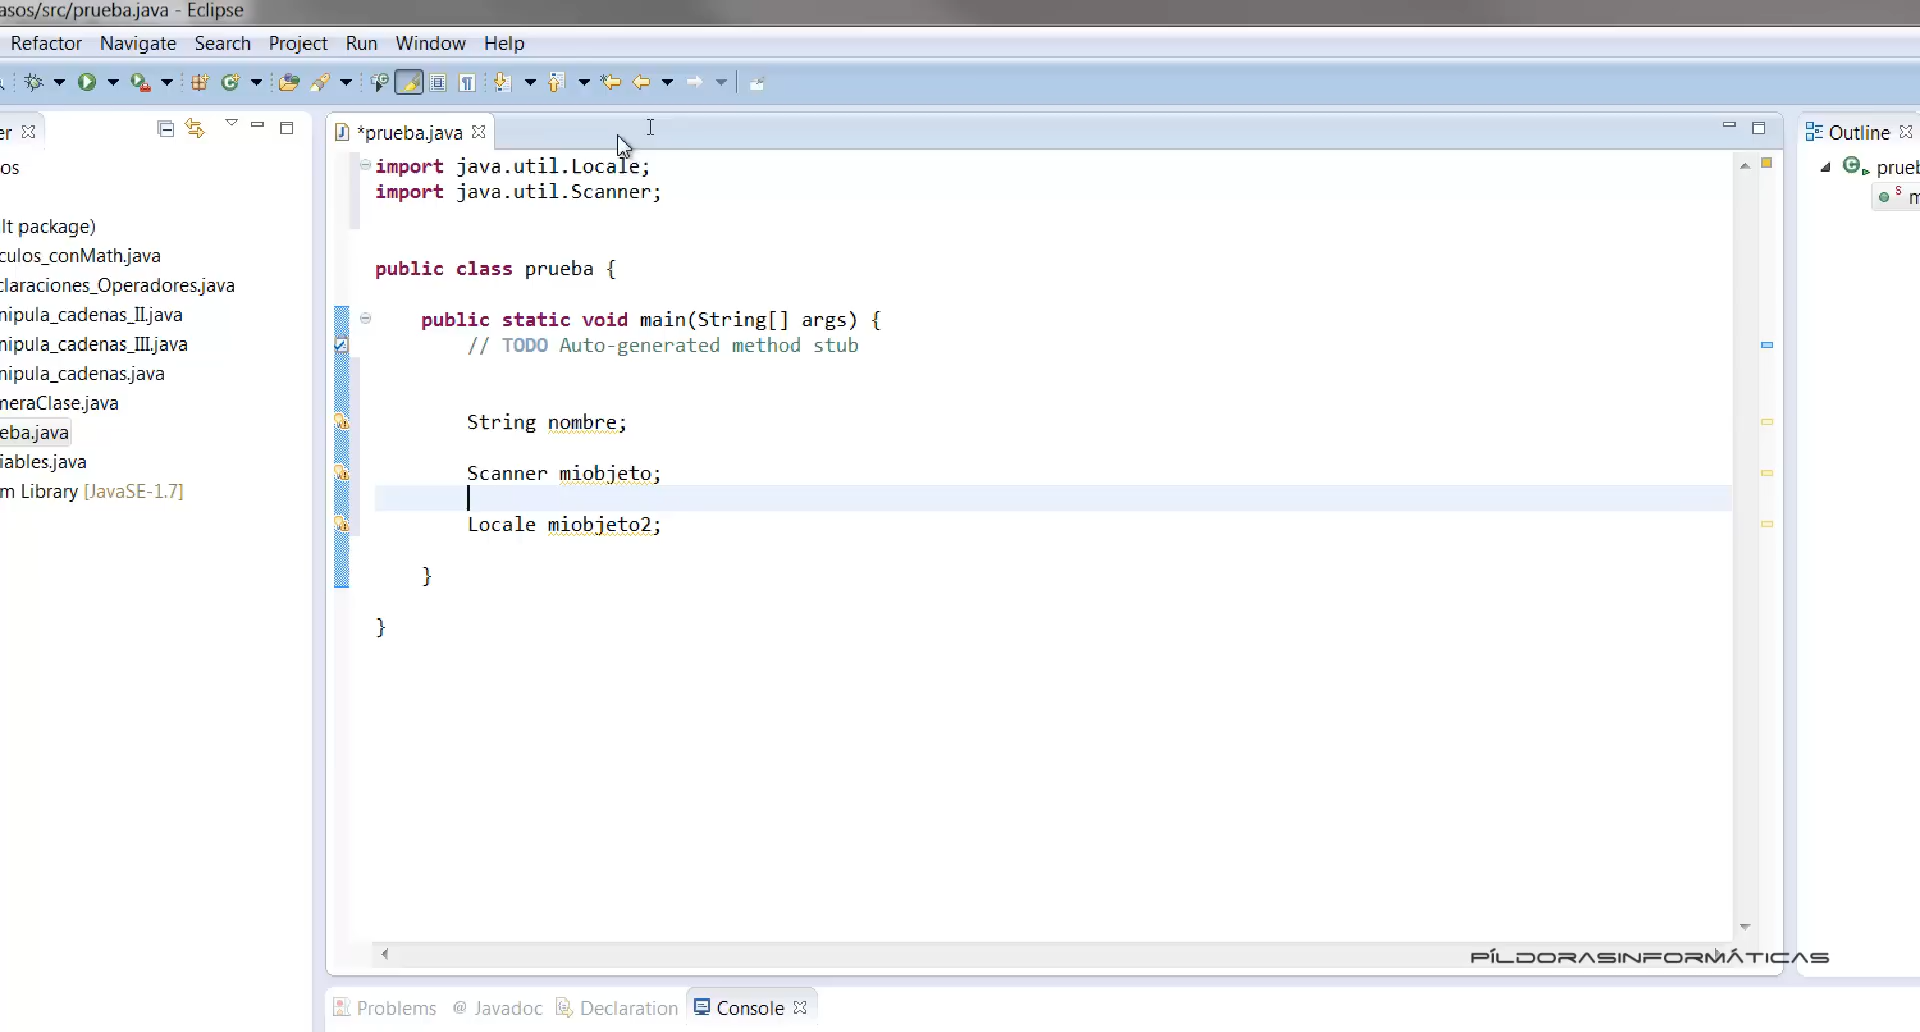 asos/src/prueba.java - Eclipse
Refactor Navigate Search Project Run Window Help
er
os
lt package)
culos_conMath.java
claraciones_Operadores.java
nipula_cadenas_II.java
nipula_cadenas_III.java
nipula_cadenas.java
meraClase.java
eba.java
iables.java
m Library [JavaSE-1.7]
*prueba.java
import java.util.Locale;
import java.util.Scanner;
public class prueba {
public static void main(String[] args) {
// TODO Auto-generated method stub
String nombre;
Scanner miobjeto;
Locale miobjeto2;
}
}
Outline
prueb
m
PÍLDORASINFORMÁTICAS
Problems @ Javadoc Declaration Console